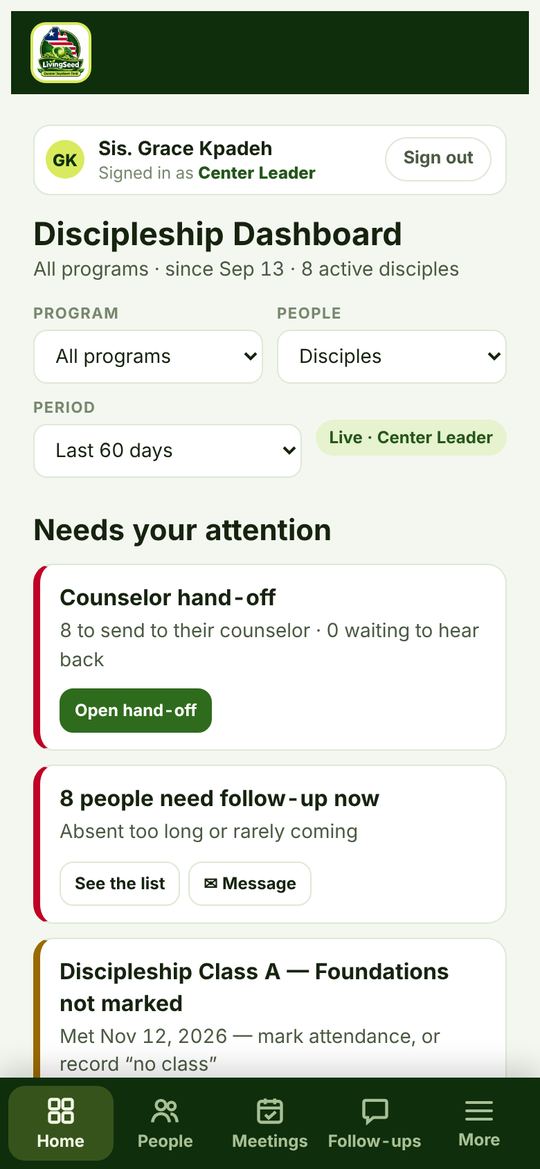 LivingSeed
GK
Sis. Grace Kpadeh
Signed in as Center Leader
Sign out
Discipleship Dashboard
All programs · since Sep 13 · 8 active disciples
PROGRAM
PEOPLE
All programs
Disciples
PERIOD
Last 60 days
Live · Center Leader
Needs your attention
Counselor hand-off
8 to send to their counselor · 0 waiting to hear
back
Open hand-off
8 people need follow-up now
Absent too long or rarely coming
See the list
✉ Message
Discipleship Class A — Foundations
not marked
Met Nov 12, 2026 — mark attendance, or
record “no class”
Home
People
Meetings
Follow-ups
More